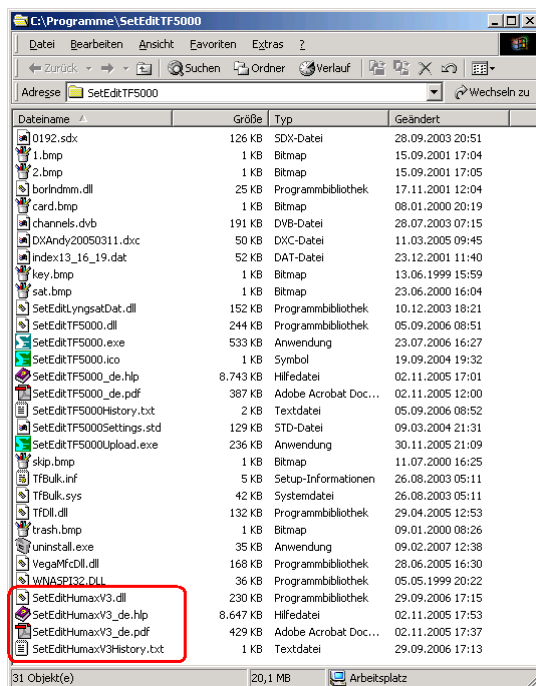 C:\Programme\SetEditTF5000
Datei Bearbeiten Ansicht Favoriten Extras ?
Zurück Suchen Ordner Verlauf
Adresse SetEditTF5000 Wechseln zu
Dateiname Größe Typ Geändert
0192.sdx 126 KB SDX-Datei 28.09.2003 20:51
1.bmp 1 KB Bitmap 15.09.2001 17:04
2.bmp 1 KB Bitmap 15.09.2001 17:05
borlndmm.dll 25 KB Programmbibliothek 17.11.2001 12:04
card.bmp 1 KB Bitmap 08.01.2000 20:19
channels.dvb 191 KB DVB-Datei 28.07.2003 07:15
DXAndy20050311.dxc 50 KB DXC-Datei 11.03.2005 09:45
index13_16_19.dat 52 KB DAT-Datei 23.12.2001 11:40
key.bmp 1 KB Bitmap 13.06.1999 15:59
sat.bmp 1 KB Bitmap 23.06.2000 16:04
SetEditLyngsatDat.dll 152 KB Programmbibliothek 10.12.2003 18:21
SetEditTF5000.dll 244 KB Programmbibliothek 05.09.2006 08:51
SetEditTF5000.exe 533 KB Anwendung 23.07.2006 16:27
SetEditTF5000.ico 1 KB Symbol 19.09.2004 19:32
SetEditTF5000_de.hlp 8.743 KB Hilfedatei 02.11.2005 17:01
SetEditTF5000_de.pdf 387 KB Adobe Acrobat Doc... 02.11.2005 12:00
SetEditTF5000History.txt 2 KB Textdatei 05.09.2006 08:52
SetEditTF5000Settings.std 129 KB STD-Datei 09.03.2004 21:31
SetEditTF5000Upload.exe 236 KB Anwendung 30.11.2005 21:09
skip.bmp 1 KB Bitmap 11.07.2000 16:25
TfBulk.inf 5 KB Setup-Informationen 26.08.2003 05:11
TfBulk.sys 42 KB Systemdatei 26.08.2003 05:11
TfDll.dll 132 KB Programmbibliothek 29.04.2005 12:53
trash.bmp 1 KB Bitmap 09.01.2000 08:26
uninstall.exe 35 KB Anwendung 09.02.2007 12:38
VegaMfcDll.dll 168 KB Programmbibliothek 28.06.2005 16:30
WNASPI32.DLL 36 KB Programmbibliothek 05.05.1999 20:22
SetEditHumaxV3.dll 230 KB Programmbibliothek 29.09.2006 17:15
SetEditHumaxV3_de.hlp 8.647 KB Hilfedatei 02.11.2005 17:53
SetEditHumaxV3_de.pdf 429 KB Adobe Acrobat Doc... 02.11.2005 17:37
SetEditHumaxV3History.txt 1 KB Textdatei 29.09.2006 17:13
31 Objekt(e) 20,1 MB Arbeitsplatz